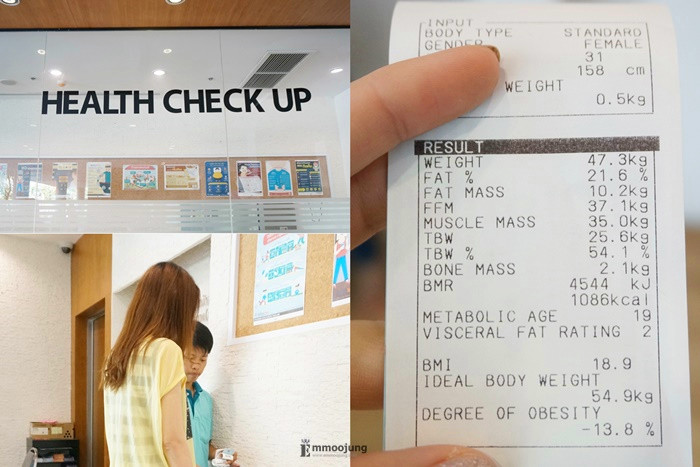 HEALTH CHECK UP
INPUT
BODY TYPE STANDARD
GENDER FEMALE
31
158 cm
WEIGHT
0.5kg
RESULT
WEIGHT 47.3kg
FAT % 21.6 %
FAT MASS 10.2kg
FFM 37.1kg
MUSCLE MASS 35.0kg
TBW 25.6kg
TBW % 54.1 %
BONE MASS 2.1kg
BMR 4544 kJ
1086kcal
METABOLIC AGE 19
VISCERAL FAT RATING 2
BMI 18.9
IDEAL BODY WEIGHT
54.9kg
DEGREE OF OBESITY
-13.8 %
mmoojung